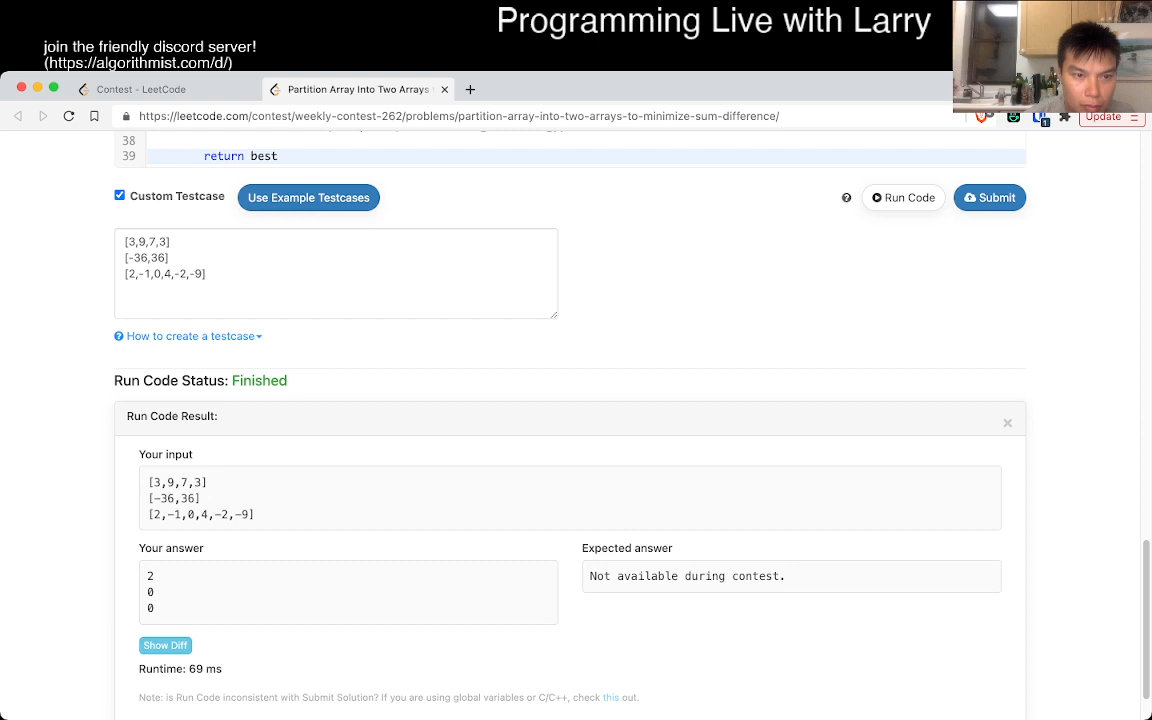 Programming Live with Larry
join the friendly discord server!
(https://algorithmist.com/d/)
Contest - LeetCode
Partition Array Into Two Arrays
https://leetcode.com/contest/weekly-contest-262/problems/partition-array-into-two-arrays-to-minimize-sum-difference/
Update
38
39 return best
Custom Testcase
Use Example Testcases
Run Code
Submit
[3,9,7,3]
[-36,36]
[2,-1,0,4,-2,-9]
How to create a testcase
Run Code Status: Finished
Run Code Result:
Your input
[3,9,7,3]
[-36,36]
[2,-1,0,4,-2,-9]
Your answer
Expected answer
2
0
0
Not available during contest.
Show Diff
Runtime: 69 ms
Note: is Run Code inconsistent with Submit Solution? If you are using global variables or C/C++, check this out.